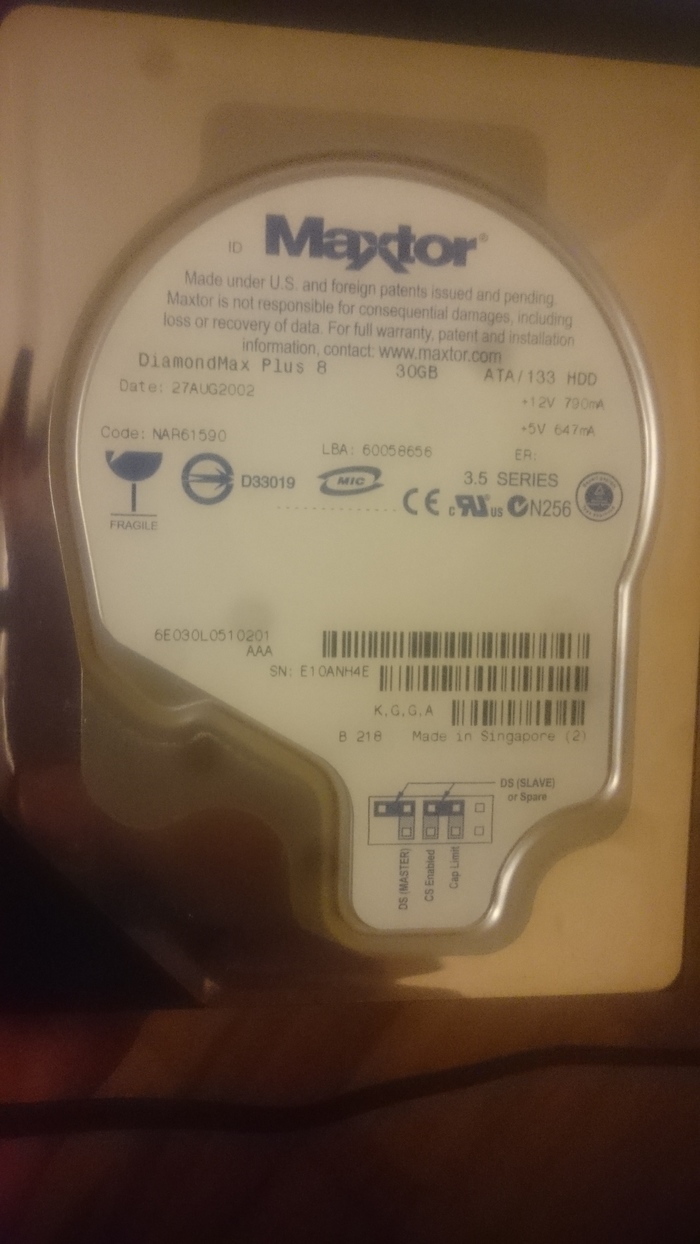 ID Maxtor®
Made under U.S. and foreign patents issued and pending.
Maxtor is not responsible for consequential damages, including
loss or recovery of data. For full warranty, patent and installation
information, contact: www.maxtor.com
DiamondMax Plus 8 30GB ATA/133 HDD
Date: 27AUG2002 +12V 790mA
+5V 647mA
Code: NAR61590
LBA: 60058656 ER:
3.5 SERIES
D33019 MIC
CE c RU us N256
FRAGILE
6E030L0510201
AAA
SN: E10ANH4E
K,G,G,A
B 218 Made in Singapore (2)
DS (SLAVE)
or Spare
DS (MASTER)
CS Enabled
Cap Limit